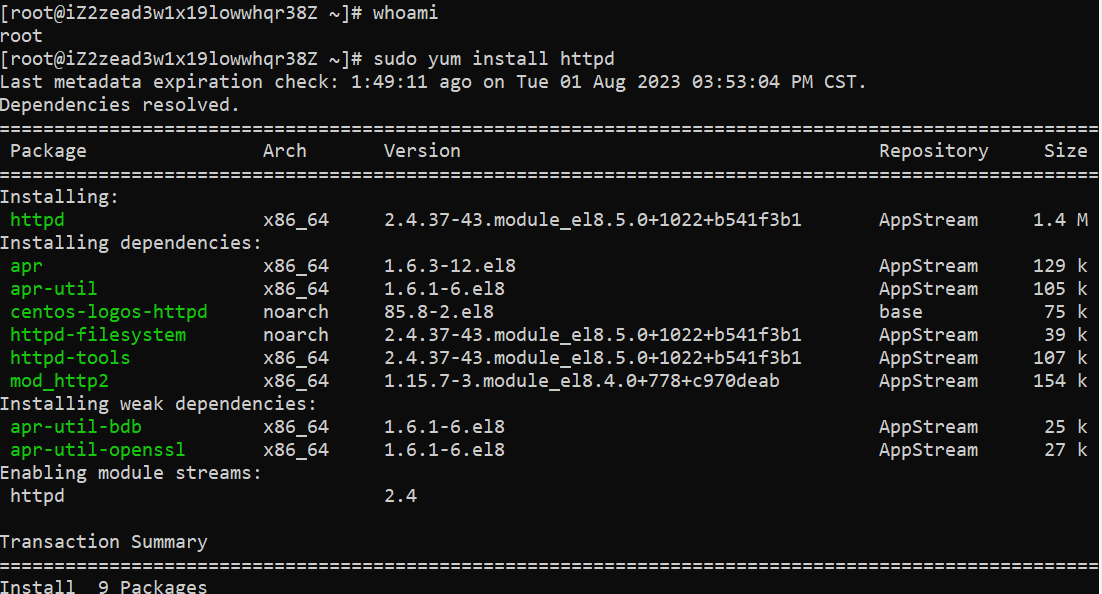 [root@iZ2zead3w1x19lowwhqr38Z ~]# whoami
root
[root@iZ2zead3w1x19lowwhqr38Z ~]# sudo yum install httpd
Last metadata expiration check: 1:49:11 ago on Tue 01 Aug 2023 03:53:04 PM CST.
Dependencies resolved.
====================================================================================================
Package Arch Version Repository Size
====================================================================================================
Installing:
httpd x86_64 2.4.37-43.module_el8.5.0+1022+b541f3b1 AppStream 1.4 M
Installing dependencies:
apr x86_64 1.6.3-12.el8 AppStream 129 k
apr-util x86_64 1.6.1-6.el8 AppStream 105 k
centos-logos-httpd noarch 85.8-2.el8 base 75 k
httpd-filesystem noarch 2.4.37-43.module_el8.5.0+1022+b541f3b1 AppStream 39 k
httpd-tools x86_64 2.4.37-43.module_el8.5.0+1022+b541f3b1 AppStream 107 k
mod_http2 x86_64 1.15.7-3.module_el8.4.0+778+c970deab AppStream 154 k
Installing weak dependencies:
apr-util-bdb x86_64 1.6.1-6.el8 AppStream 25 k
apr-util-openssl x86_64 1.6.1-6.el8 AppStream 27 k
Enabling module streams:
httpd 2.4
Transaction Summary
====================================================================================================
Install 9 Packages